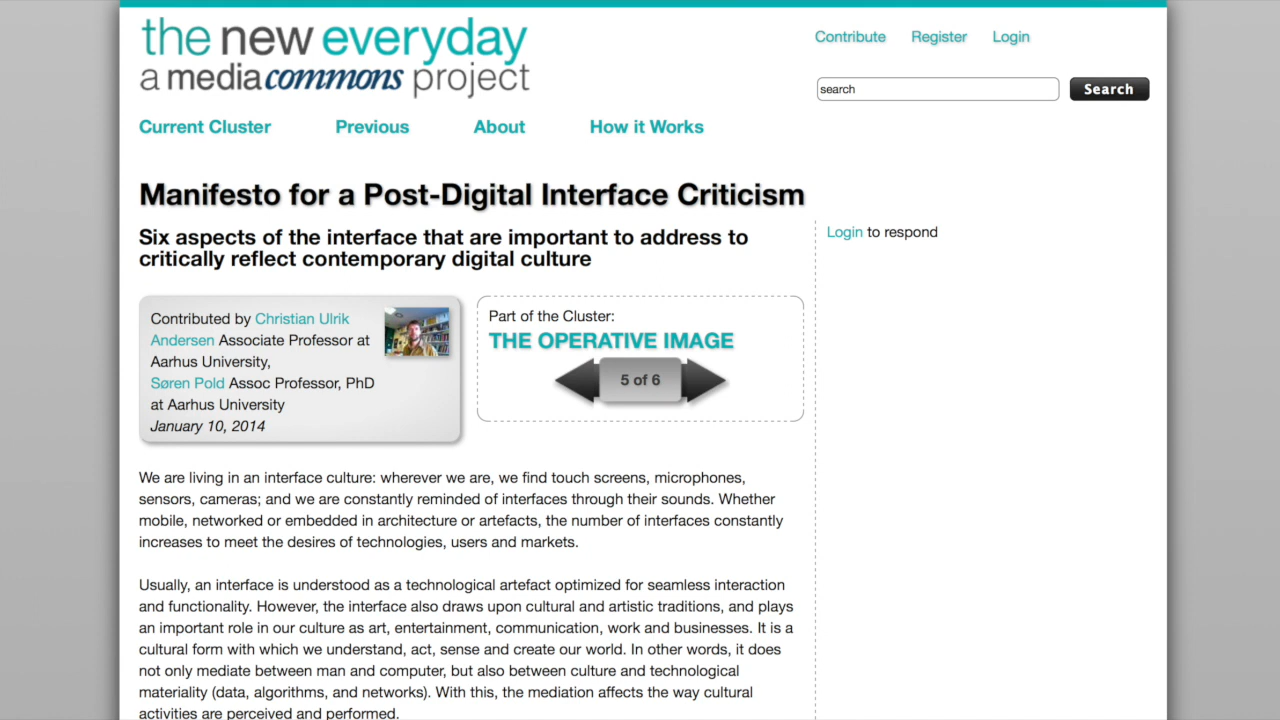 the new everyday
a mediacommons project
Contribute Register Login
search Search
Current Cluster Previous About How it Works
Manifesto for a Post-Digital Interface Criticism
Six aspects of the interface that are important to address to
critically reflect contemporary digital culture
Login to respond
Contributed by Christian Ulrik
Andersen Associate Professor at
Aarhus University,
Søren Pold Assoc Professor, PhD
at Aarhus University
January 10, 2014
Part of the Cluster:
THE OPERATIVE IMAGE
5 of 6
We are living in an interface culture: wherever we are, we find touch screens, microphones,
sensors, cameras; and we are constantly reminded of interfaces through their sounds. Whether
mobile, networked or embedded in architecture or artefacts, the number of interfaces constantly
increases to meet the desires of technologies, users and markets.
Usually, an interface is understood as a technological artefact optimized for seamless interaction
and functionality. However, the interface also draws upon cultural and artistic traditions, and plays
an important role in our culture as art, entertainment, communication, work and businesses. It is a
cultural form with which we understand, act, sense and create our world. In other words, it does
not only mediate between man and computer, but also between culture and technological
materiality (data, algorithms, and networks). With this, the mediation affects the way cultural
activities are perceived and performed.